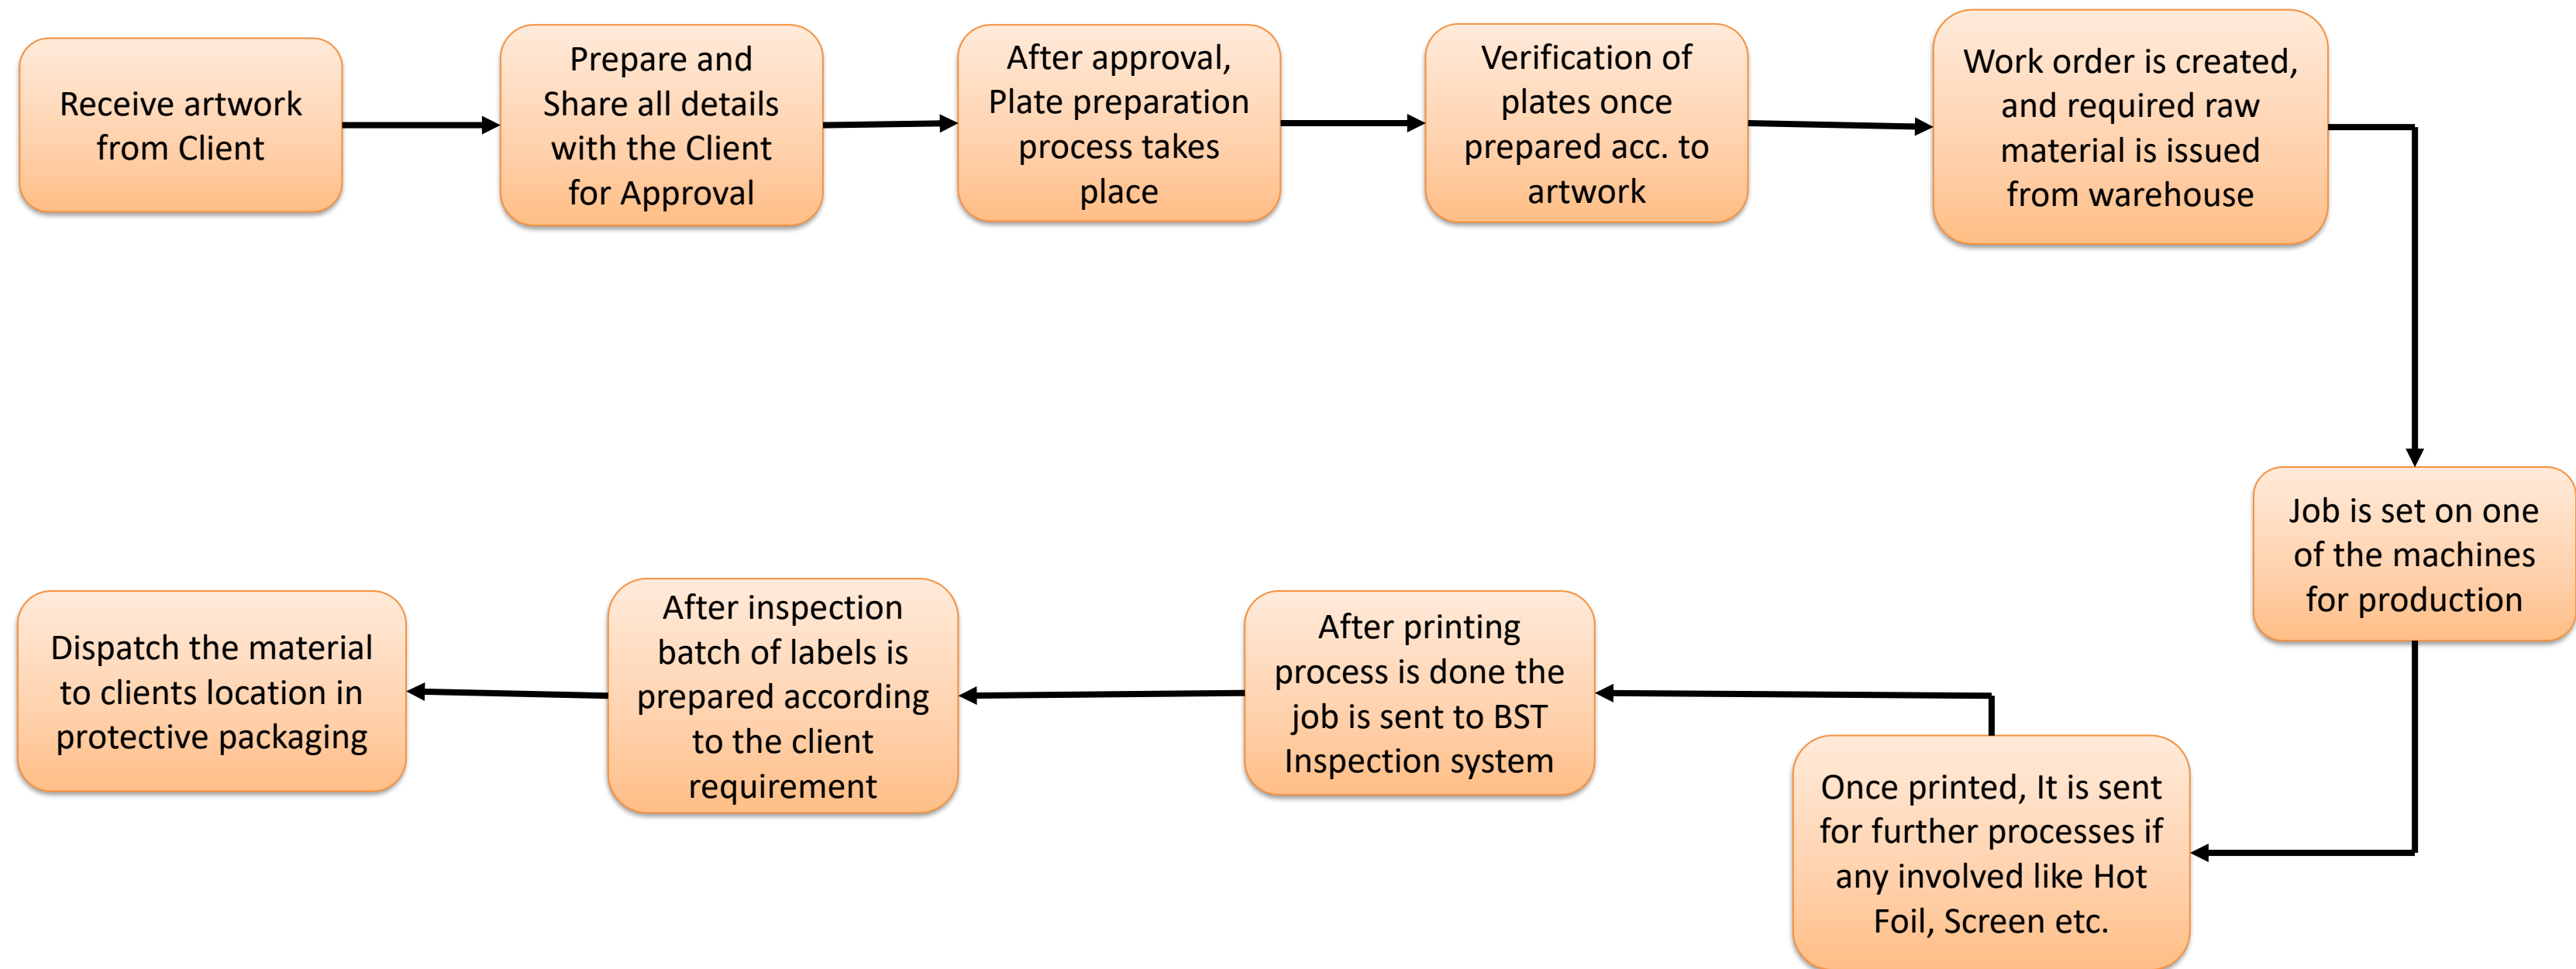 Receive artwork
from Client
Prepare and
Share all details
with the Client
for Approval
After approval,
Plate preparation
process takes
place
Verification of
plates once
prepared acc. to
artwork
Work order is created,
and required raw
material is issued
from warehouse
Job is set on one
of the machines
for production
Once printed, It is sent
for further processes if
any involved like Hot
Foil, Screen etc.
After printing
process is done the
job is sent to BST
Inspection system
After inspection
batch of labels is
prepared according
to the client
requirement
Dispatch the material
to clients location in
protective packaging